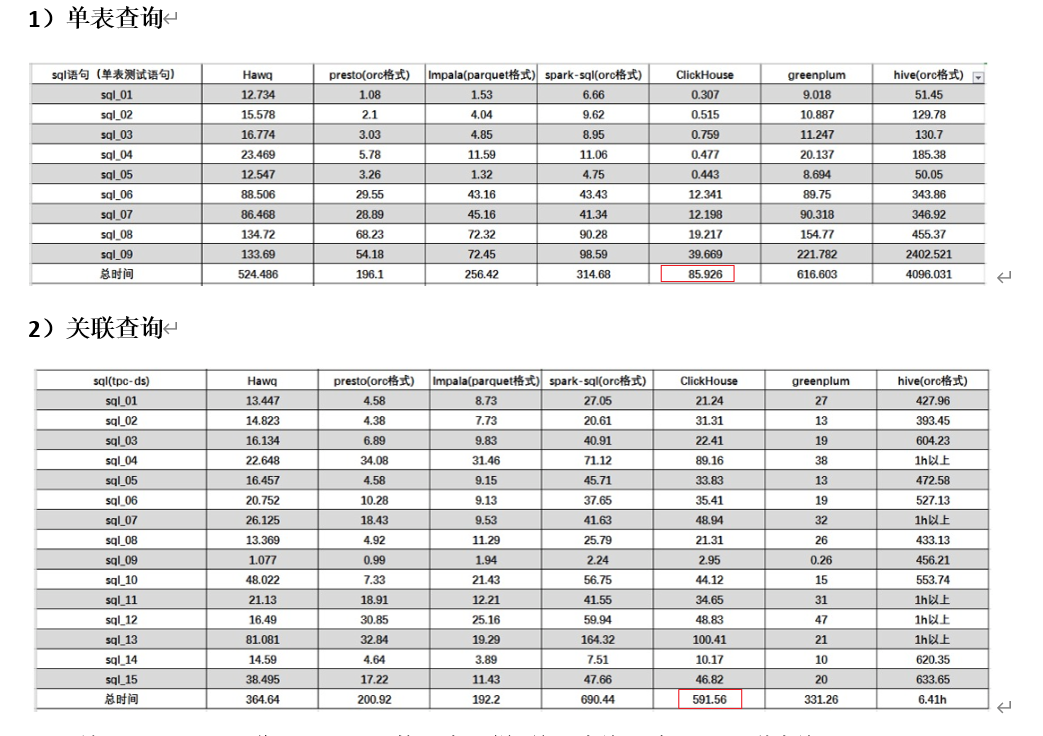 1）单表查询
sql语句（单表测试语句） Hawq presto(orc格式) Impala(parquet格式) spark-sql(orc格式) ClickHouse greenplum hive(orc格式)
sql_01 12.734 1.08 1.53 6.66 0.307 9.018 51.45
sql_02 15.578 2.1 4.04 9.62 0.515 10.887 129.78
sql_03 16.774 3.03 4.85 8.95 0.759 11.247 130.7
sql_04 23.469 5.78 11.59 11.06 0.477 20.137 185.38
sql_05 12.547 3.26 1.32 4.75 0.443 8.694 50.05
sql_06 88.506 29.55 43.16 43.43 12.341 89.75 343.86
sql_07 86.468 28.89 45.16 41.34 12.198 90.318 346.92
sql_08 134.72 68.23 72.32 90.28 19.217 154.77 455.37
sql_09 133.69 54.18 72.45 98.59 39.669 221.782 2402.521
总时间 524.486 196.1 256.42 314.68 85.926 616.603 4096.031
2）关联查询
sql(tpc-ds) Hawq presto(orc格式) Impala(parquet格式) spark-sql(orc格式) ClickHouse greenplum hive(orc格式)
sql_01 13.447 4.58 8.73 27.05 21.24 27 427.96
sql_02 14.823 4.38 7.73 20.61 31.31 13 393.45
sql_03 16.134 6.89 9.83 40.91 22.41 19 604.23
sql_04 22.648 34.08 31.46 71.12 89.16 38 1h以上
sql_05 16.457 4.58 9.15 45.71 33.83 13 472.58
sql_06 20.752 10.28 9.13 37.65 35.41 19 527.13
sql_07 26.125 18.43 9.53 41.63 48.94 32 1h以上
sql_08 13.369 4.92 11.29 25.79 21.31 26 433.13
sql_09 1.077 0.99 1.94 2.24 2.95 0.26 456.21
sql_10 48.022 7.33 21.43 56.75 44.12 15 553.74
sql_11 21.13 18.91 12.21 41.55 34.65 31 1h以上
sql_12 16.49 30.85 25.16 59.94 48.83 47 1h以上
sql_13 81.081 32.84 19.29 164.32 100.41 21 1h以上
sql_14 14.59 4.64 3.89 7.51 10.17 10 620.35
sql_15 38.495 17.22 11.43 47.66 46.82 20 633.65
总时间 364.64 200.92 192.2 690.44 591.56 331.26 6.41h